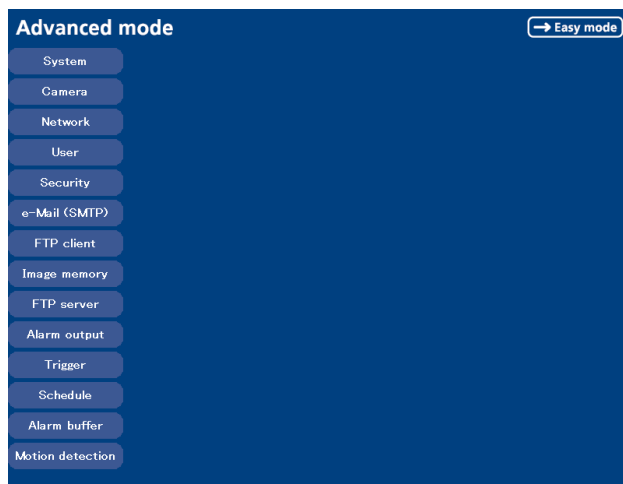 Advanced mode
→ Easy mode
System
Camera
Network
User
Security
e-Mail (SMTP)
FTP client
Image memory
FTP server
Alarm output
Trigger
Schedule
Alarm buffer
Motion detection